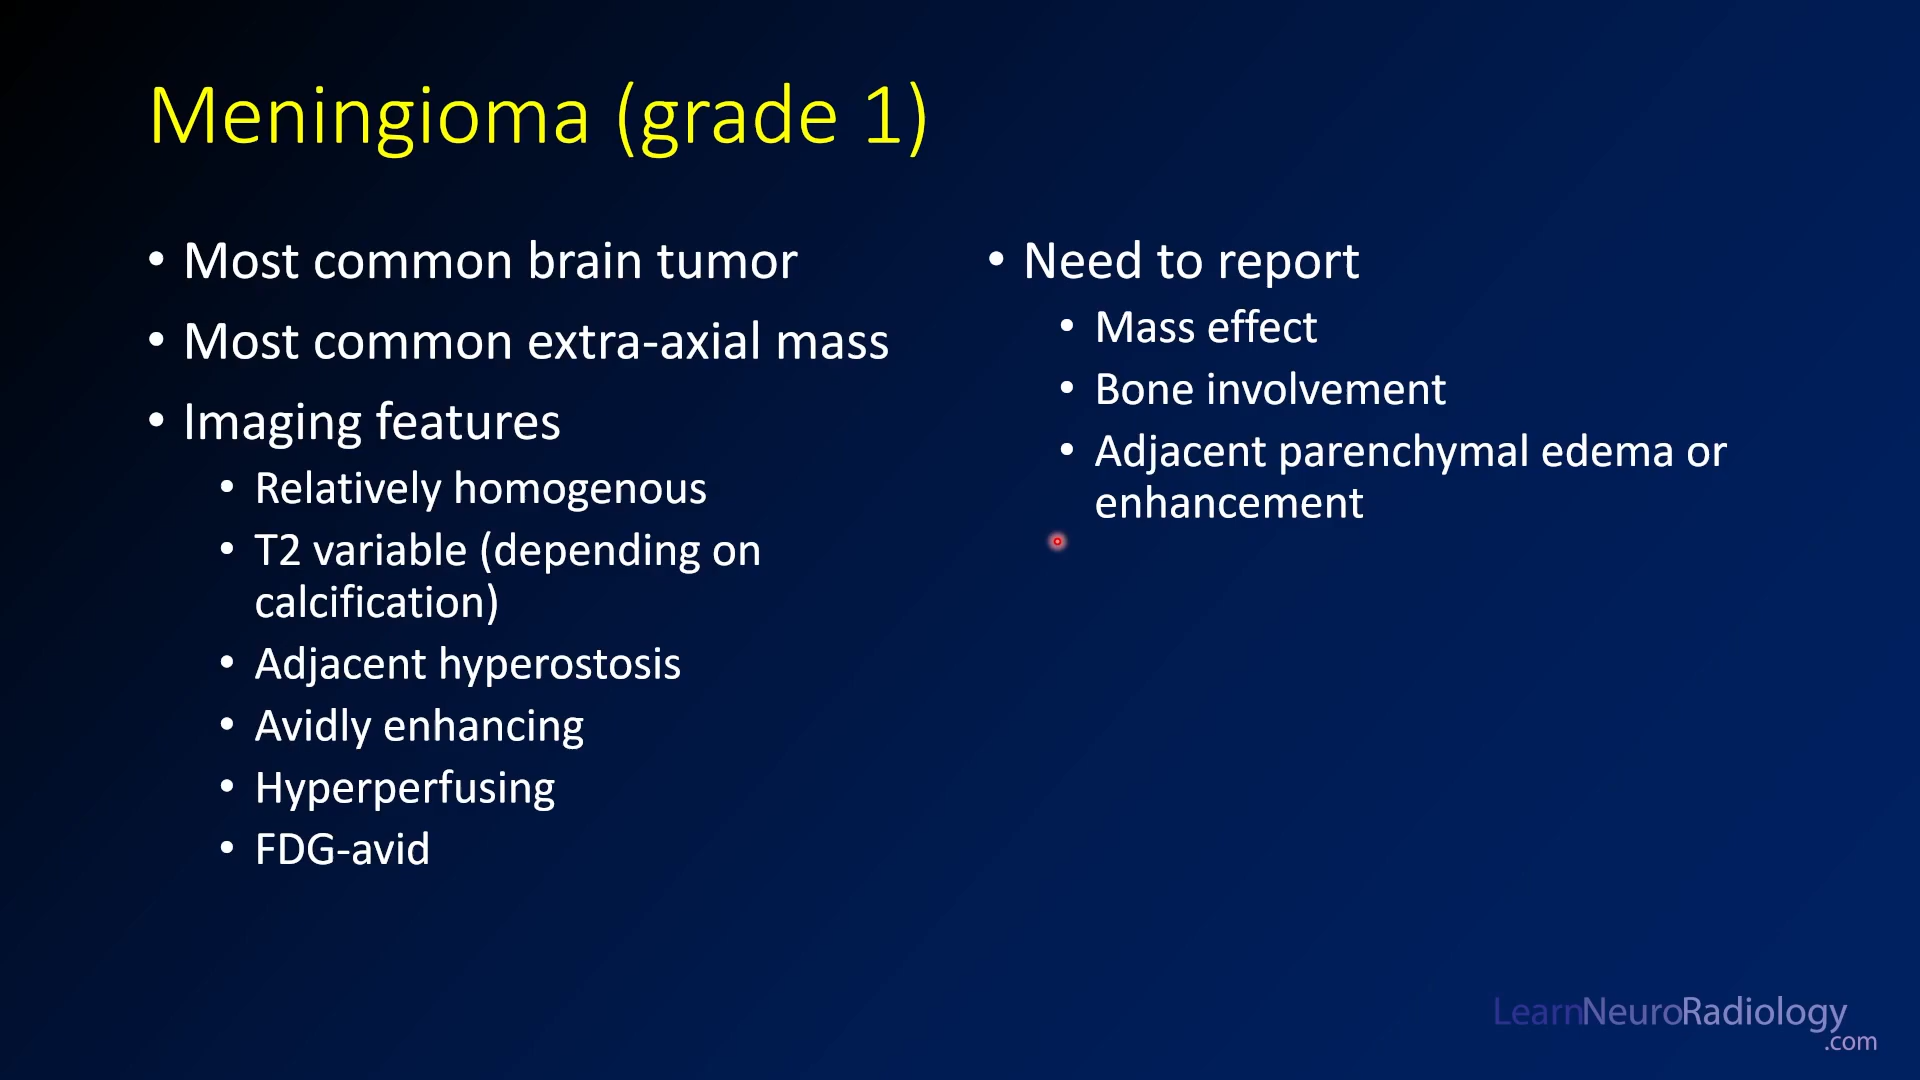 Meningioma (grade 1)
• Most common brain tumor
• Most common extra-axial mass
• Imaging features
• Relatively homogenous
• T2 variable (depending on
calcification)
• Adjacent hyperostosis
• Avidly enhancing
• Hyperperfusing
• FDG-avid
• Need to report
• Mass effect
• Bone involvement
• Adjacent parenchymal edema or
enhancement
LearnNeuroRadiology
.com